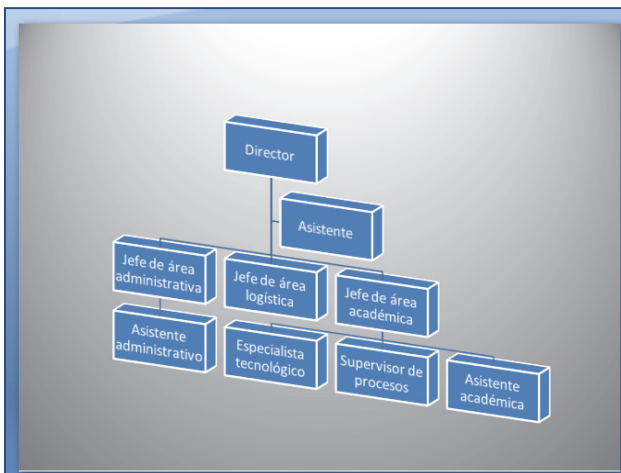 Director
Asistente
Jefe de área
administrativa
Jefe de área
logística
Jefe de área
académica
Asistente
administrativo
Especialista
tecnológico
Supervisor de
procesos
Asistente
académica